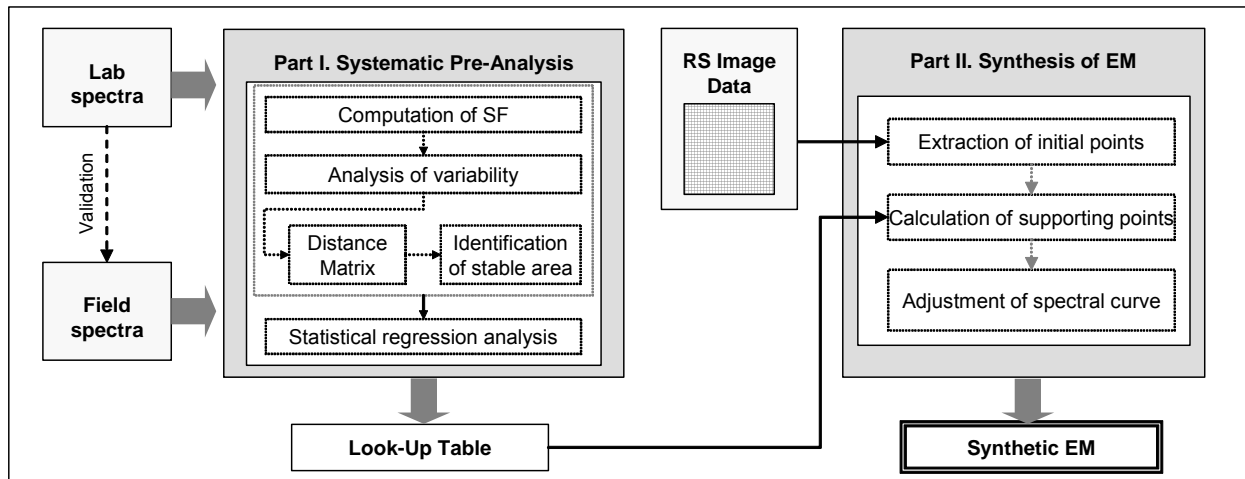 Lab
spectra
Validation
Field
spectra
Part I. Systematic Pre-Analysis
Computation of SF
Analysis of variability
Distance
Matrix
Identification
of stable area
Statistical regression analysis
Look-Up Table
RS Image
Data
Part II. Synthesis of EM
Extraction of initial points
Calculation of supporting points
Adjustment of spectral curve
Synthetic EM